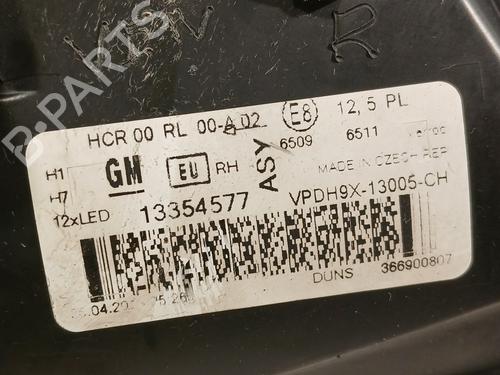 R
HCR 00 RL 00-A 02 E8 12,5 PL
6509 6511
H1 GM EU RH ASY MADE IN CZECH REP
H7
12xLED 13354577 VPDH9X-13005-CH
DUNS 366900807
B-PARTS